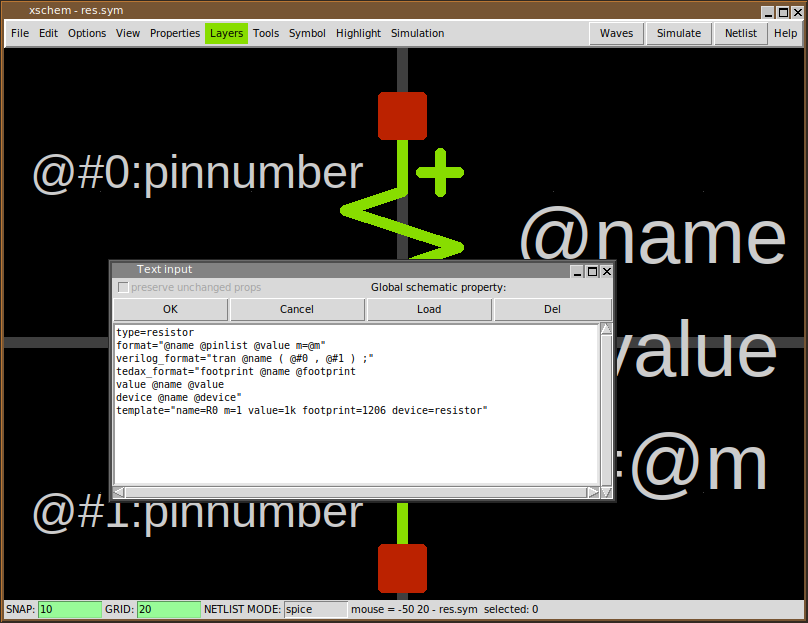 xschem - res.sym
File Edit Options View Properties Layers Tools Symbol Highlight Simulation Waves Simulate Netlist Help
@#0:pinnumber
@name
Text input
preserve unchanged props Global schematic property:
OK Cancel Load Del
type=resistor
format="@name @pinlist @value m=@m"
verilog_format="tran @name ( @#0 , @#1 ) ;"
tedax_format="footprint @name @footprint
value @name @value
device @name @device"
template="name=R0 m=1 value=1k footprint=1206 device=resistor"
value
=@m
@#1:pinnumber
SNAP: 10 GRID: 20 NETLIST MODE: spice mouse = -50 20 - res.sym selected: 0